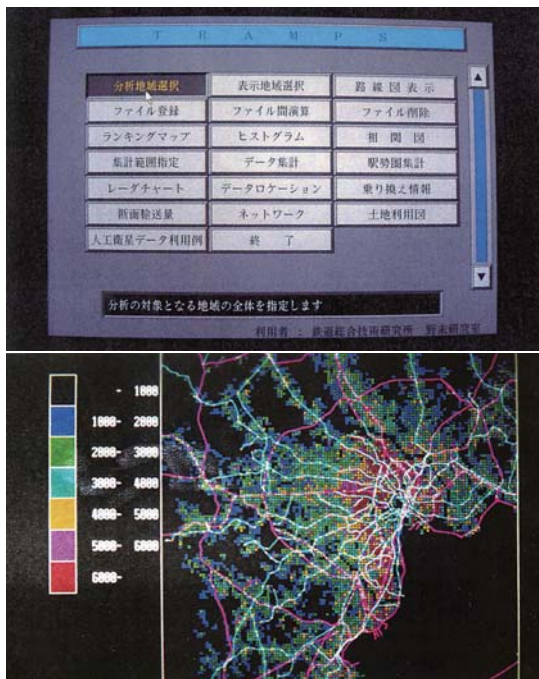 T R A M P S
分析地域選択 表示地域選択 路線図表示
ファイル登録 ファイル間演算 ファイル削除
ランキングマップ ヒストグラム 相関図
集計範囲指定 データ集計 駅勢圏集計
レーダチャート データロケーション 乗り換え情報
断面輸送量 ネットワーク 土地利用図
人工衛星データ利用例 終了
分析の対象となる地域の全体を指定します
利用者 : 鉄道総合技術研究所 野末研究室
- 1000
1000- 2000
2000- 3000
3000- 4000
4000- 5000
5000- 6000
6000-